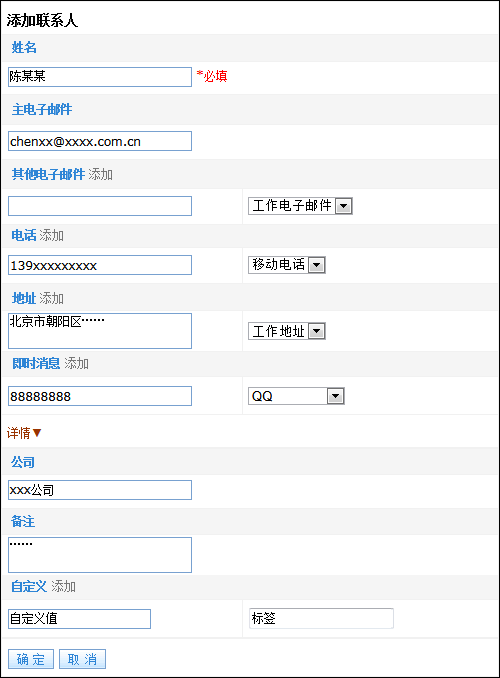 添加联系人
姓名
陈某某 *必填
主电子邮件
chenxx@xxxx.com.cn
其他电子邮件 添加
工作电子邮件
电话 添加
139xxxxxxxxx 移动电话
地址 添加
北京市朝阳区······
工作地址
即时消息 添加
88888888 QQ
详情▼
公司
xxx公司
备注
······
自定义 添加
自定义值 标签
确 定 取 消